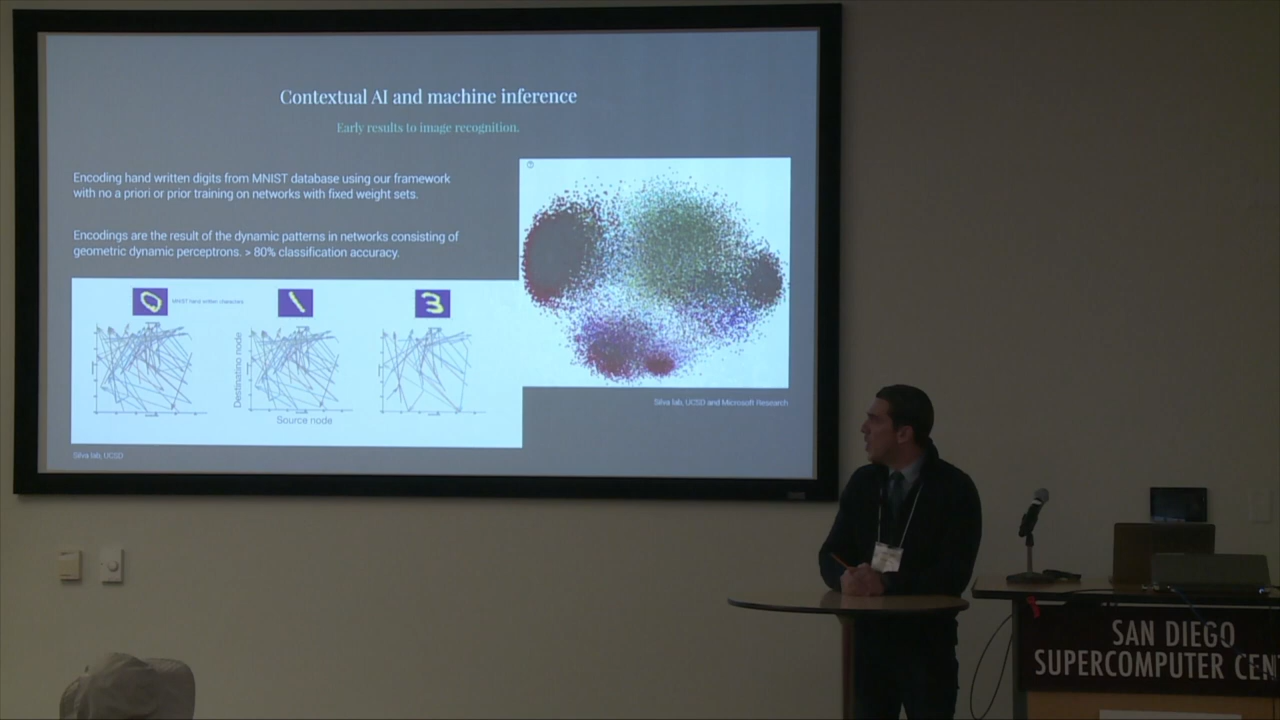 Contextual AI and machine inference
Early results to image recognition.
Encoding hand written digits from MNIST database using our framework
with no a priori or prior training on networks with fixed weight sets.
Encodings are the result of the dynamic patterns in networks consisting of
geometric dynamic perceptrons. > 80% classification accuracy.
MNIST hand written characters
Destination node
Source node
Silva lab, UCSD and Microsoft Research
Silva lab, UCSD
SAN DIEGO
SUPERCOMPUTER CEN